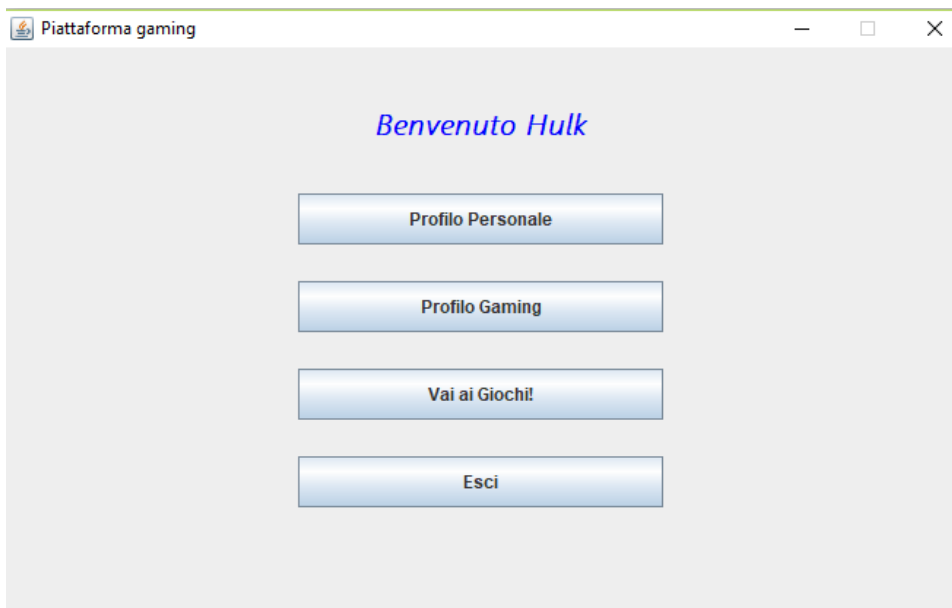 Piattaforma gaming
Benvenuto Hulk
Profilo Personale
Profilo Gaming
Vai ai Giochi!
Esci